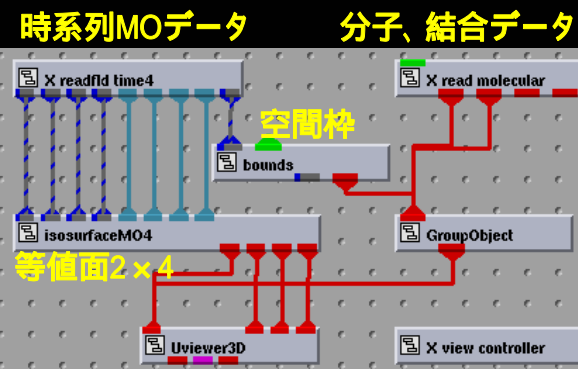 時系列MOデータ 分子、結合データ
X readfld time4 X read molecular
空間枠
bounds
isosurfaceMO4 GroupObject
等値面2×4
Uviewer3D X view controller